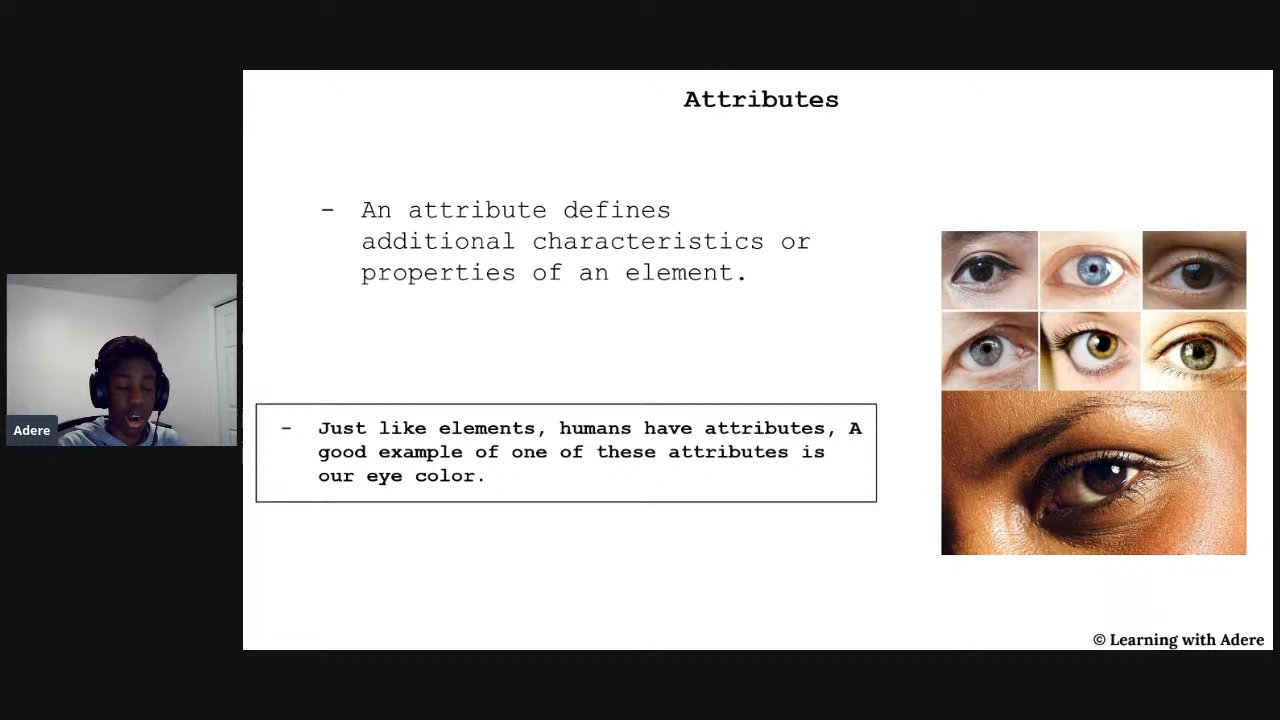 Attributes
- An attribute defines
additional characteristics or
properties of an element.
Adere
- Just like elements, humans have attributes, A
good example of one of these attributes is
our eye color.
© Learning with Adere